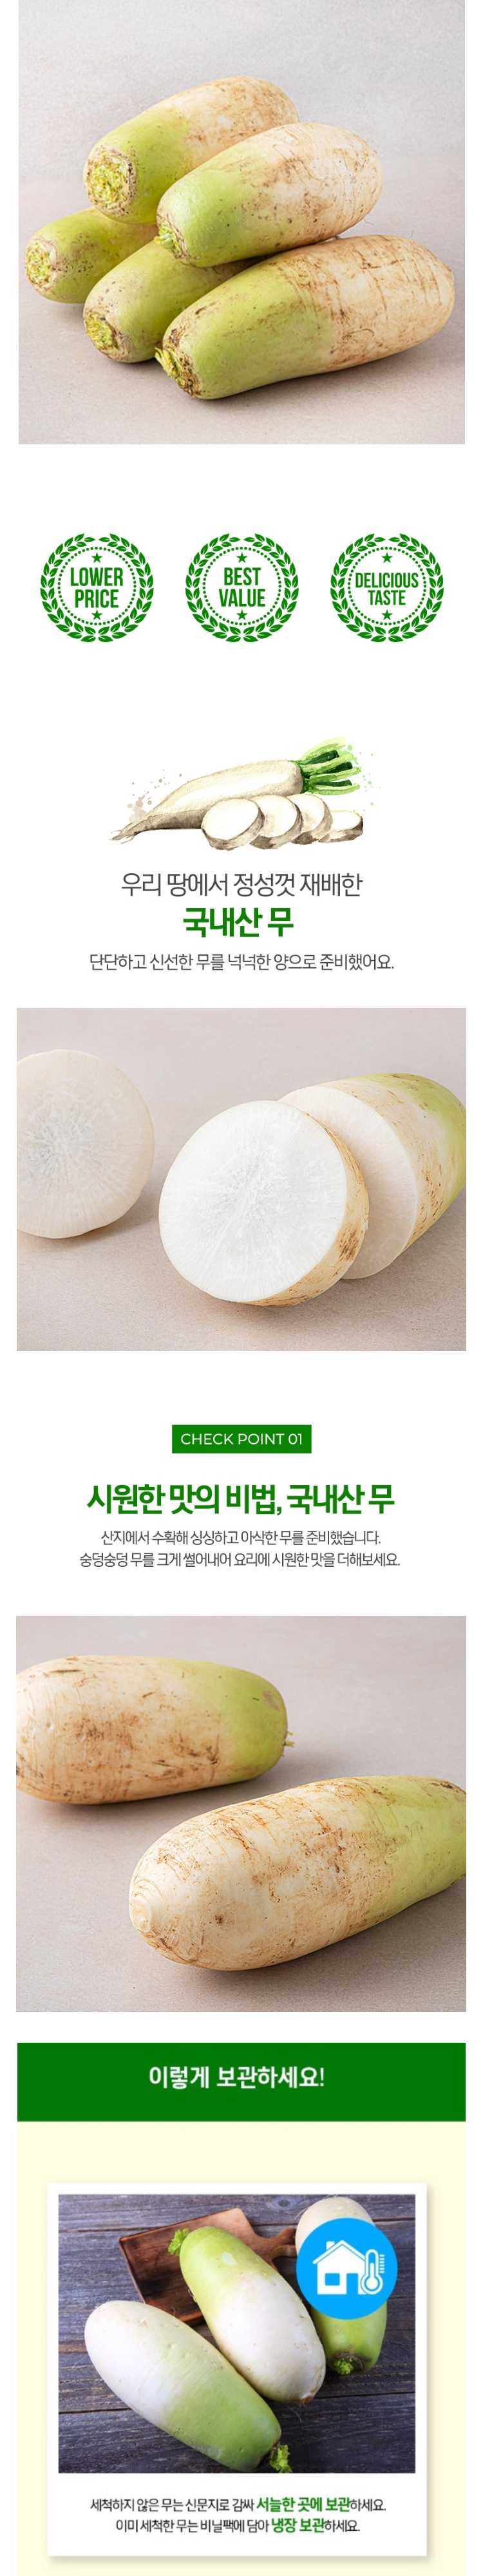 LOWER
PRICE
BEST
VALUE
DELICIOUS
TASTE
우리 땅에서 정성껏 재배한
국내산 무
단단하고 신선한 무를 넉넉한 양으로 준비했어요.
CHECK POINT 01
시원한 맛의 비법, 국내산 무
산지에서 수확해 싱싱하고 아삭한 무를 준비했습니다.
숭덩숭덩 무를 크게 썰어내어 요리에 시원한 맛을 더해보세요.
이렇게 보관하세요!
세척하지 않은 무는 신문지로 감싸 서늘한 곳에 보관하세요.
이미 세척한 무는 비닐팩에 담아 냉장 보관하세요.